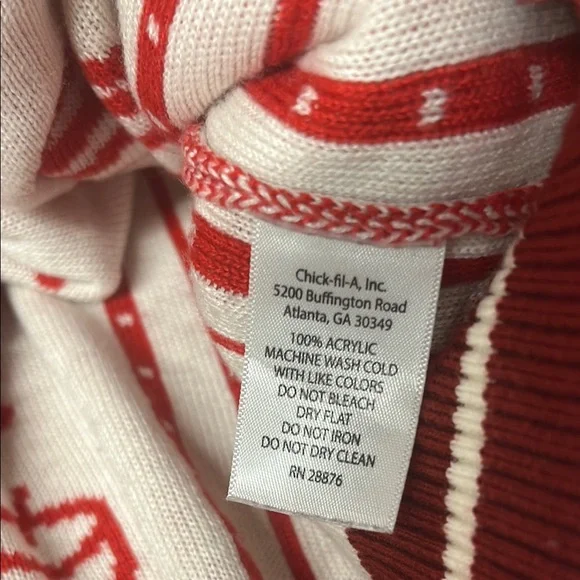 Chick-fil-A, Inc.
5200 Buffington Road
Atlanta, GA 30349
100% ACRYLIC
MACHINE WASH COLD
WITH LIKE COLORS
DO NOT BLEACH
DRY FLAT
DO NOT IRON
DO NOT DRY CLEAN
RN 28876